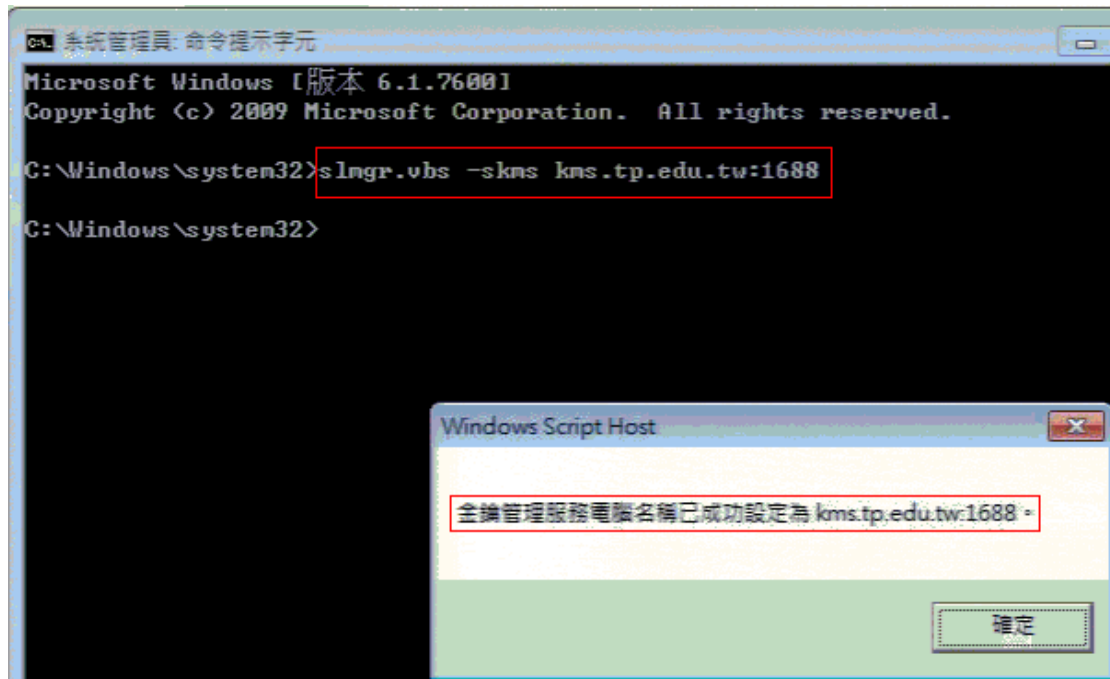 系統管理員: 命令提示字元
Microsoft Windows [版本 6.1.7600]
Copyright (c) 2009 Microsoft Corporation.  All rights reserved.
C:\Windows\system32>slmgr.vbs -skms kms.tp.edu.tw:1688
C:\Windows\system32>
Windows Script Host
金鑰管理服務電腦名稱已成功設定為 kms.tp.edu.tw:1688。
確定